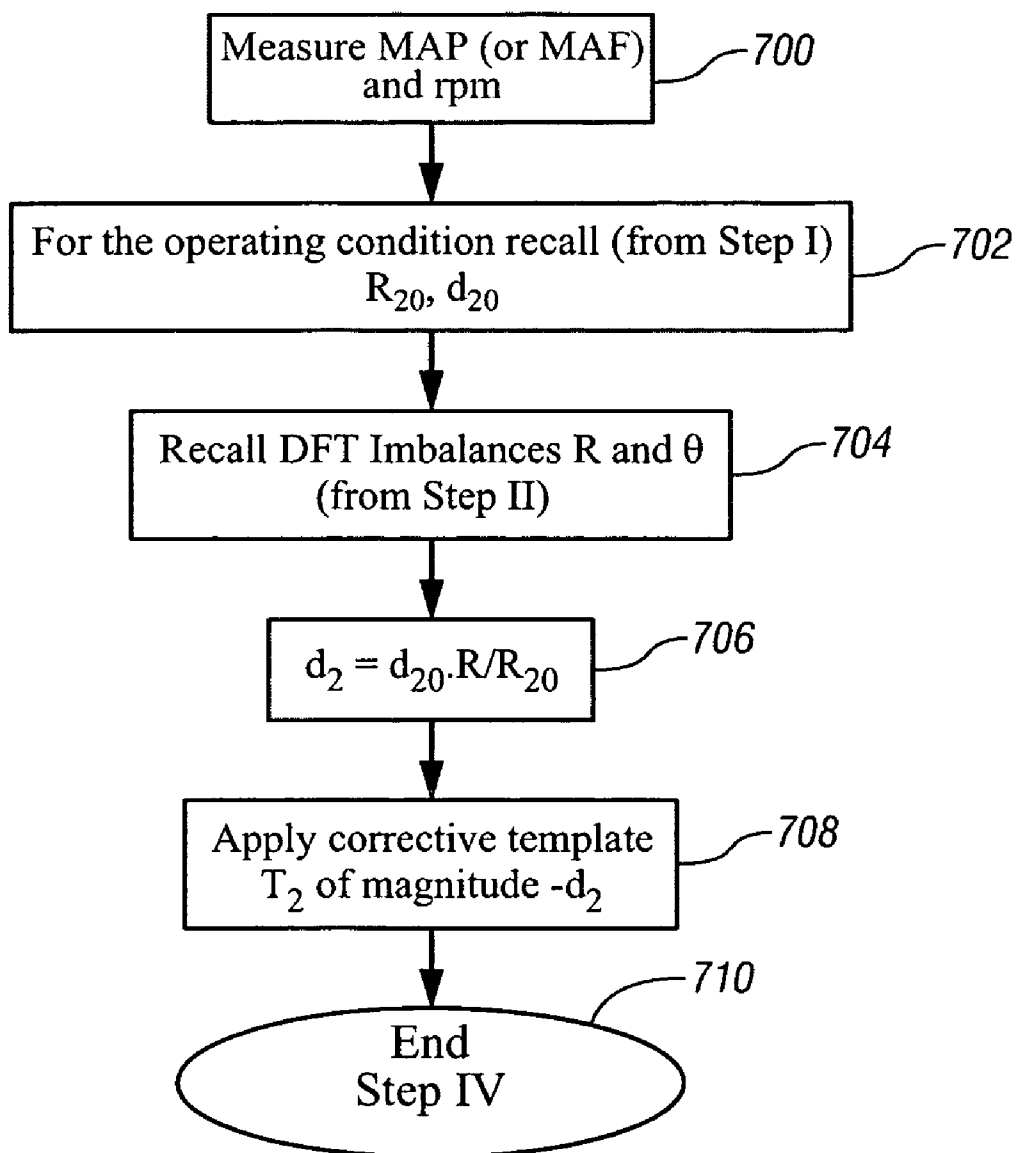 Measure MAP (or MAF)
and rpm
700
For the operating condition recall (from Step I)
R₂₀, d₂₀
702
Recall DFT Imbalances R and θ
(from Step II)
704
d₂ = d₂₀.R/R₂₀
706
Apply corrective template
T₂ of magnitude -d₂
708
End
Step IV
710